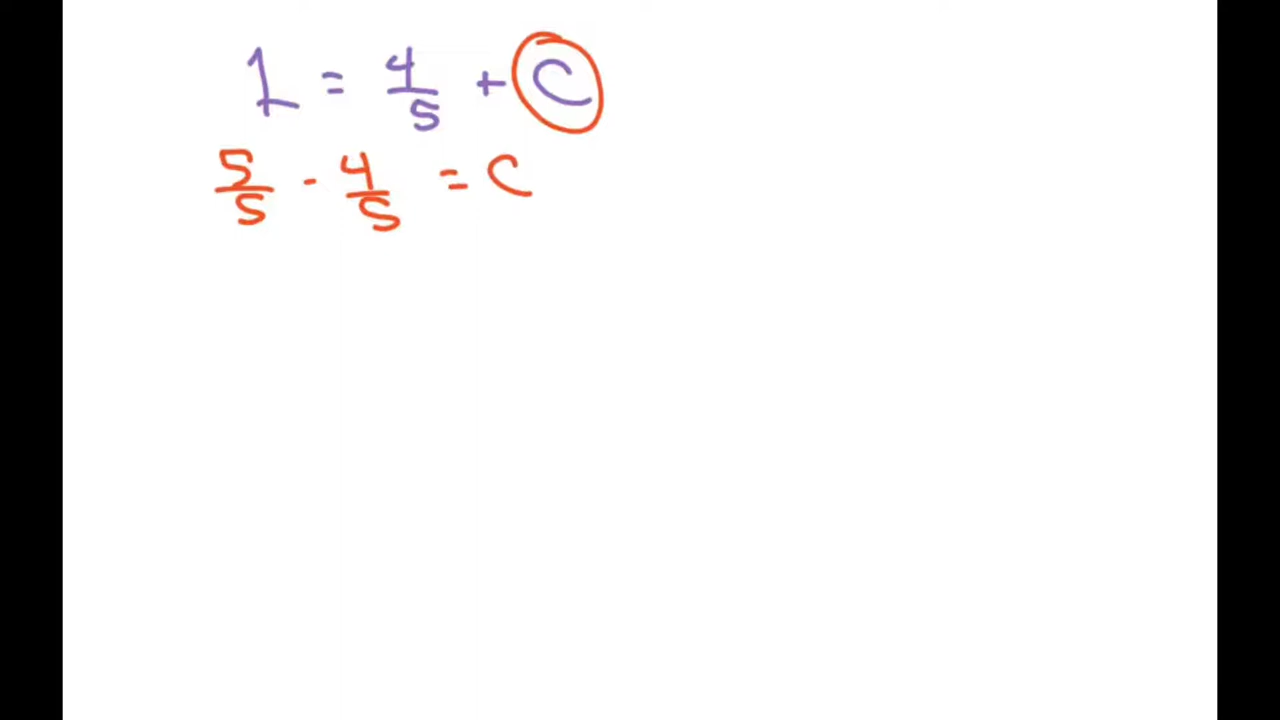 1 = 4/5 + C
5/5 - 4/5 = C